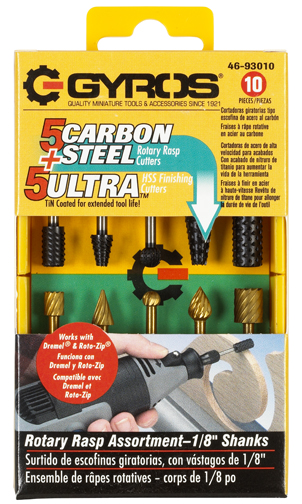 GYROS®
QUALITY MINIATURE TOOLS & ACCESSORIES SINCE 1921
46-93010
10
PIECES/PIEZAS
5 CARBON
+ STEEL Rotary Rasp Cutters
5 ULTRA™ HSS Finishing Cutters
TiN Coated for extended tool life!
Cortadoras giratorias tipo
escofina de acero al carbón
Fraises à râpe rotative
en acier au carbone
Cortadoras de acero de alta
velocidad para acabados
Con acabado de nitruro de
titanio para aumentar la
vida de la herramienta
Fraises à finir en acier
à haute-vitesse Revêtu de
nitrure de titane pour allonger
la durée de vie de l'outil
Works with
Dremel® & Roto-Zip®
Funciona con
Dremel y Roto-Zip
Compatible avec
Dremel et
Roto-Zip
Rotary Rasp Assortment–1/8" Shanks
Surtido de escofinas giratorias, con vástagos de 1/8"
Ensemble de râpes rotatives - corps de 1/8 po